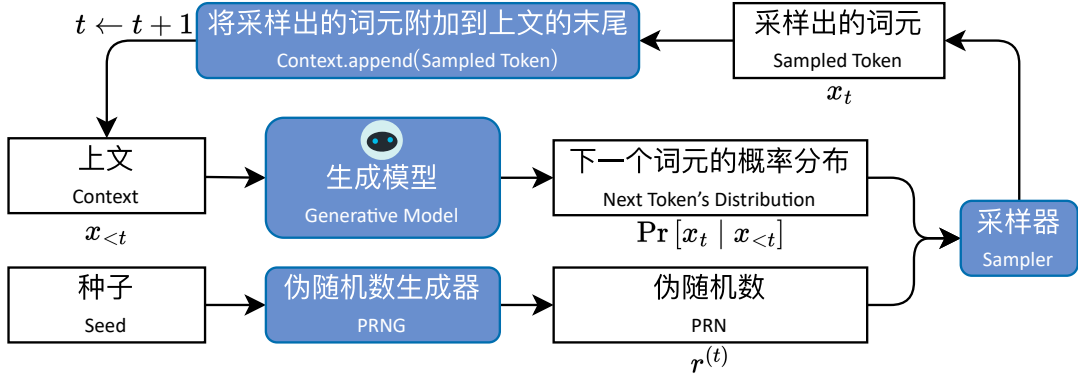 t ← t + 1
将采样出的词元附加到上文的末尾
Context.append(Sampled Token)
采样出的词元
Sampled Token
x_t
上文
Context
x_{<t}
生成模型
Generative Model
下一个词元的概率分布
Next Token's Distribution
Pr [x_t | x_{<t}]
采样器
Sampler
种子
Seed
伪随机数生成器
PRNG
伪随机数
PRN
r^{(t)}